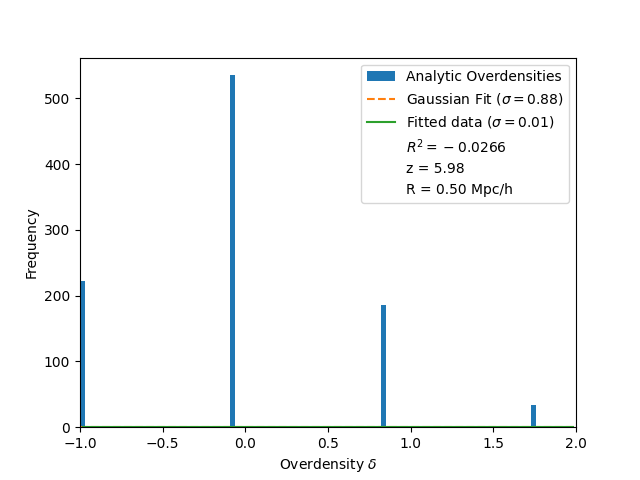 Analytic Overdensities
Gaussian Fit (σ = 0.88)
Fitted data (σ = 0.01)
R² = −0.0266
z = 5.98
R = 0.50 Mpc/h
Frequency
500
400
300
200
100
0
−1.0 −0.5 0.0 0.5 1.0 1.5 2.0
Overdensity δ